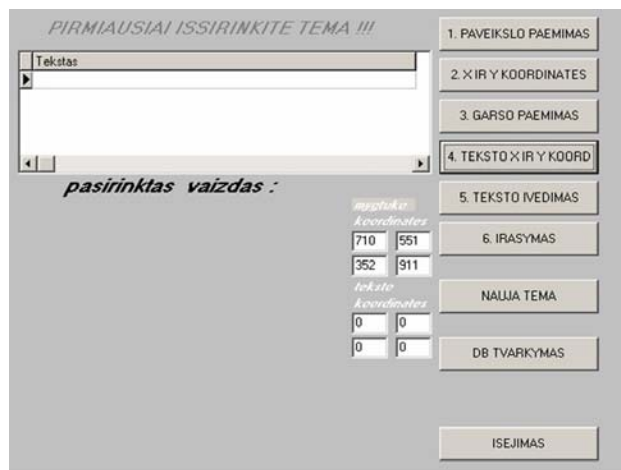 PIRMIAUSIAI ISSIRINKITE TEMA !!!
Tekstas
pasirinktas vaizdas :
mygtuko
koordinates
710 551
352 911
teksto
koordinates
0 0
0 0
1. PAVEIKSLO PAEMIMAS
2. X IR Y KOORDINATES
3. GARSO PAEMIMAS
4. TEKSTO X IR Y KOORD
5. TEKSTO IVEDIMAS
6. IRASYMAS
NAUJA TEMA
DB TVARKYMAS
ISEJIMAS